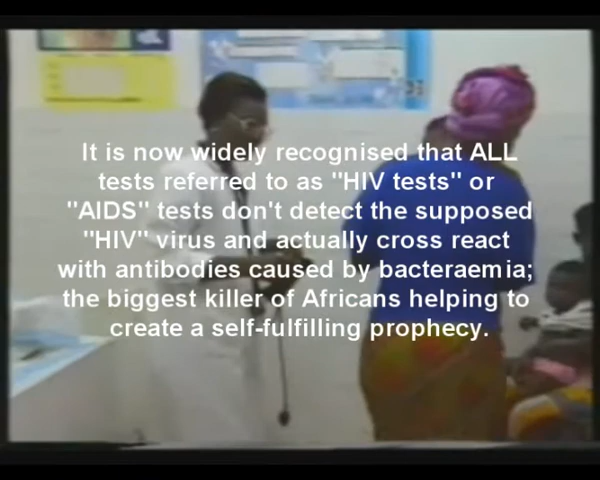 It is now widely recognised that ALL
tests referred to as "HIV tests" or
"AIDS" tests don't detect the supposed
"HIV" virus and actually cross react
with antibodies caused by bacteraemia;
the biggest killer of Africans helping to
create a self-fulfilling prophecy.